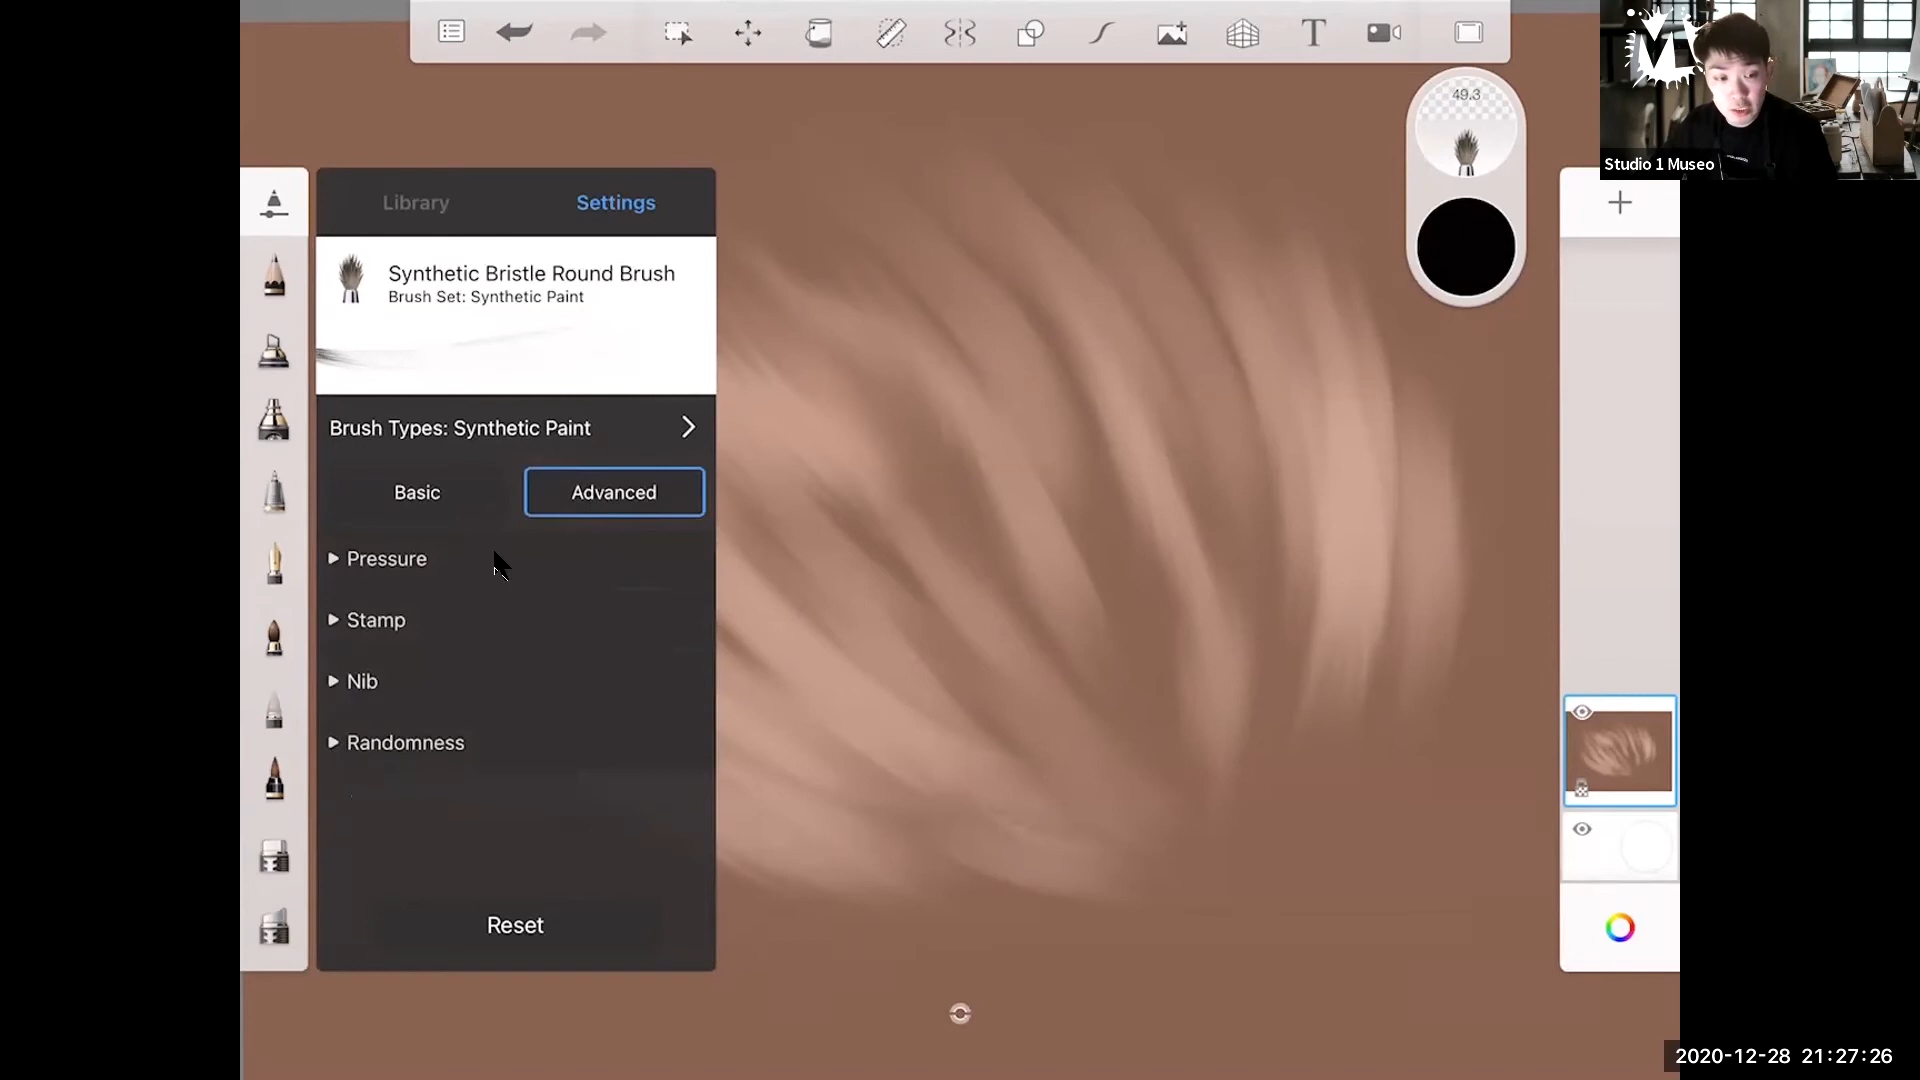 49.3
Studio 1 Museo
Library
Settings
Synthetic Bristle Round Brush
Brush Set: Synthetic Paint
Brush Types: Synthetic Paint
Basic
Advanced
Pressure
Stamp
Nib
Randomness
Reset
2020-12-28 21:27:26